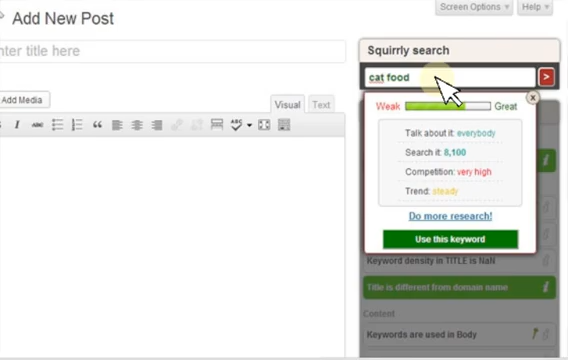 Screen Options Help
Add New Post
nter title here
Squirrly search
cat food
>
x
Add Media
Visual Text
Weak Great
Talk about it: everybody
Search it: 8,100
Competition: very high
Trend: steady
Do more research!
Use this keyword
Keyword density in TITLE is NaN
Title is different from domain name
Content
Keywords are used in Body